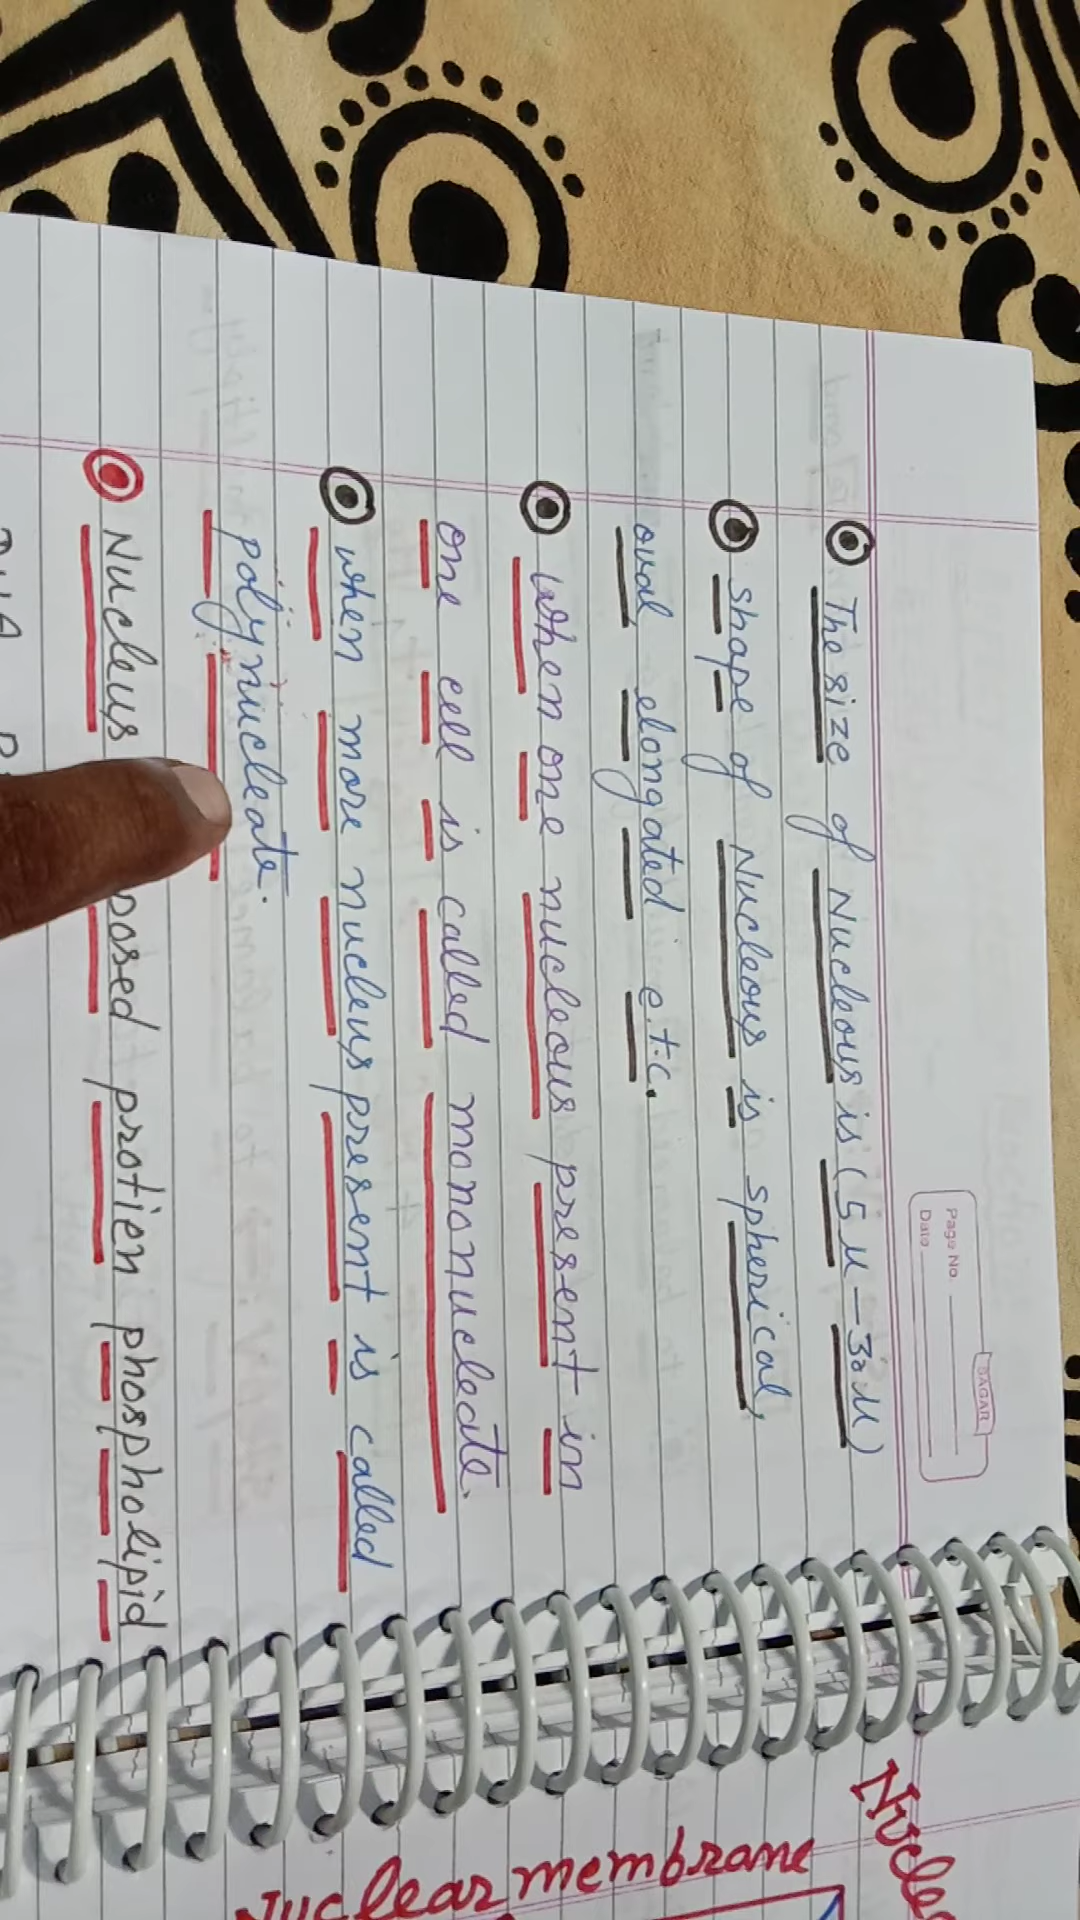 SAGAR
Page No.
Date
The size of Nucleous is (5 μ — 30 μ)
shape of Nucleous is spherical,
oval, elongated e.t.c.
when one nucleous present in
one cell is called mononucleate.
when more nucleus present is called
polynucleate.
Nucleus posed protien phospholipid
Nuclear membrane